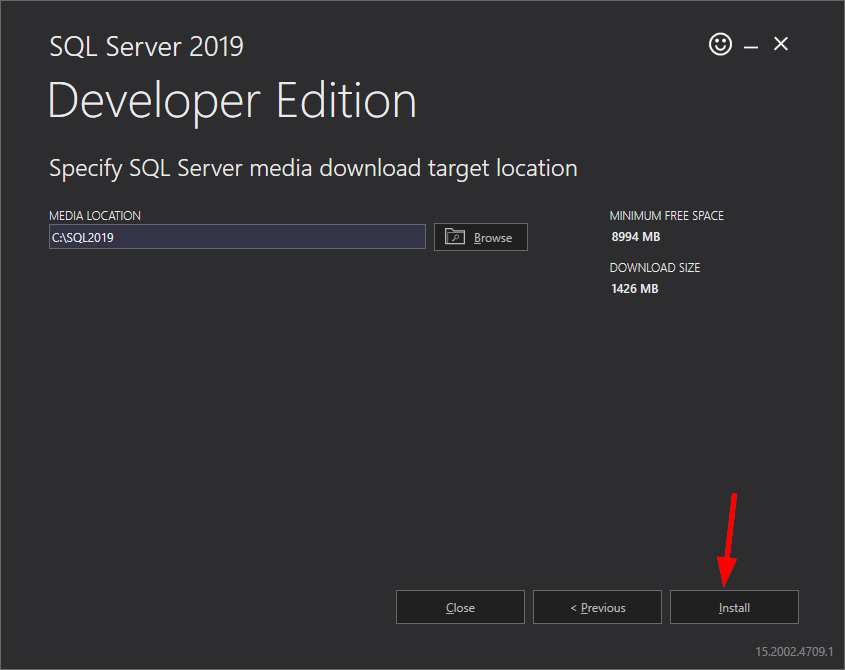 SQL Server 2019
Developer Edition
Specify SQL Server media download target location
MEDIA LOCATION
C:\SQL2019
Browse
MINIMUM FREE SPACE
8994 MB
DOWNLOAD SIZE
1426 MB
Close
< Previous
Install
15.2002.4709.1